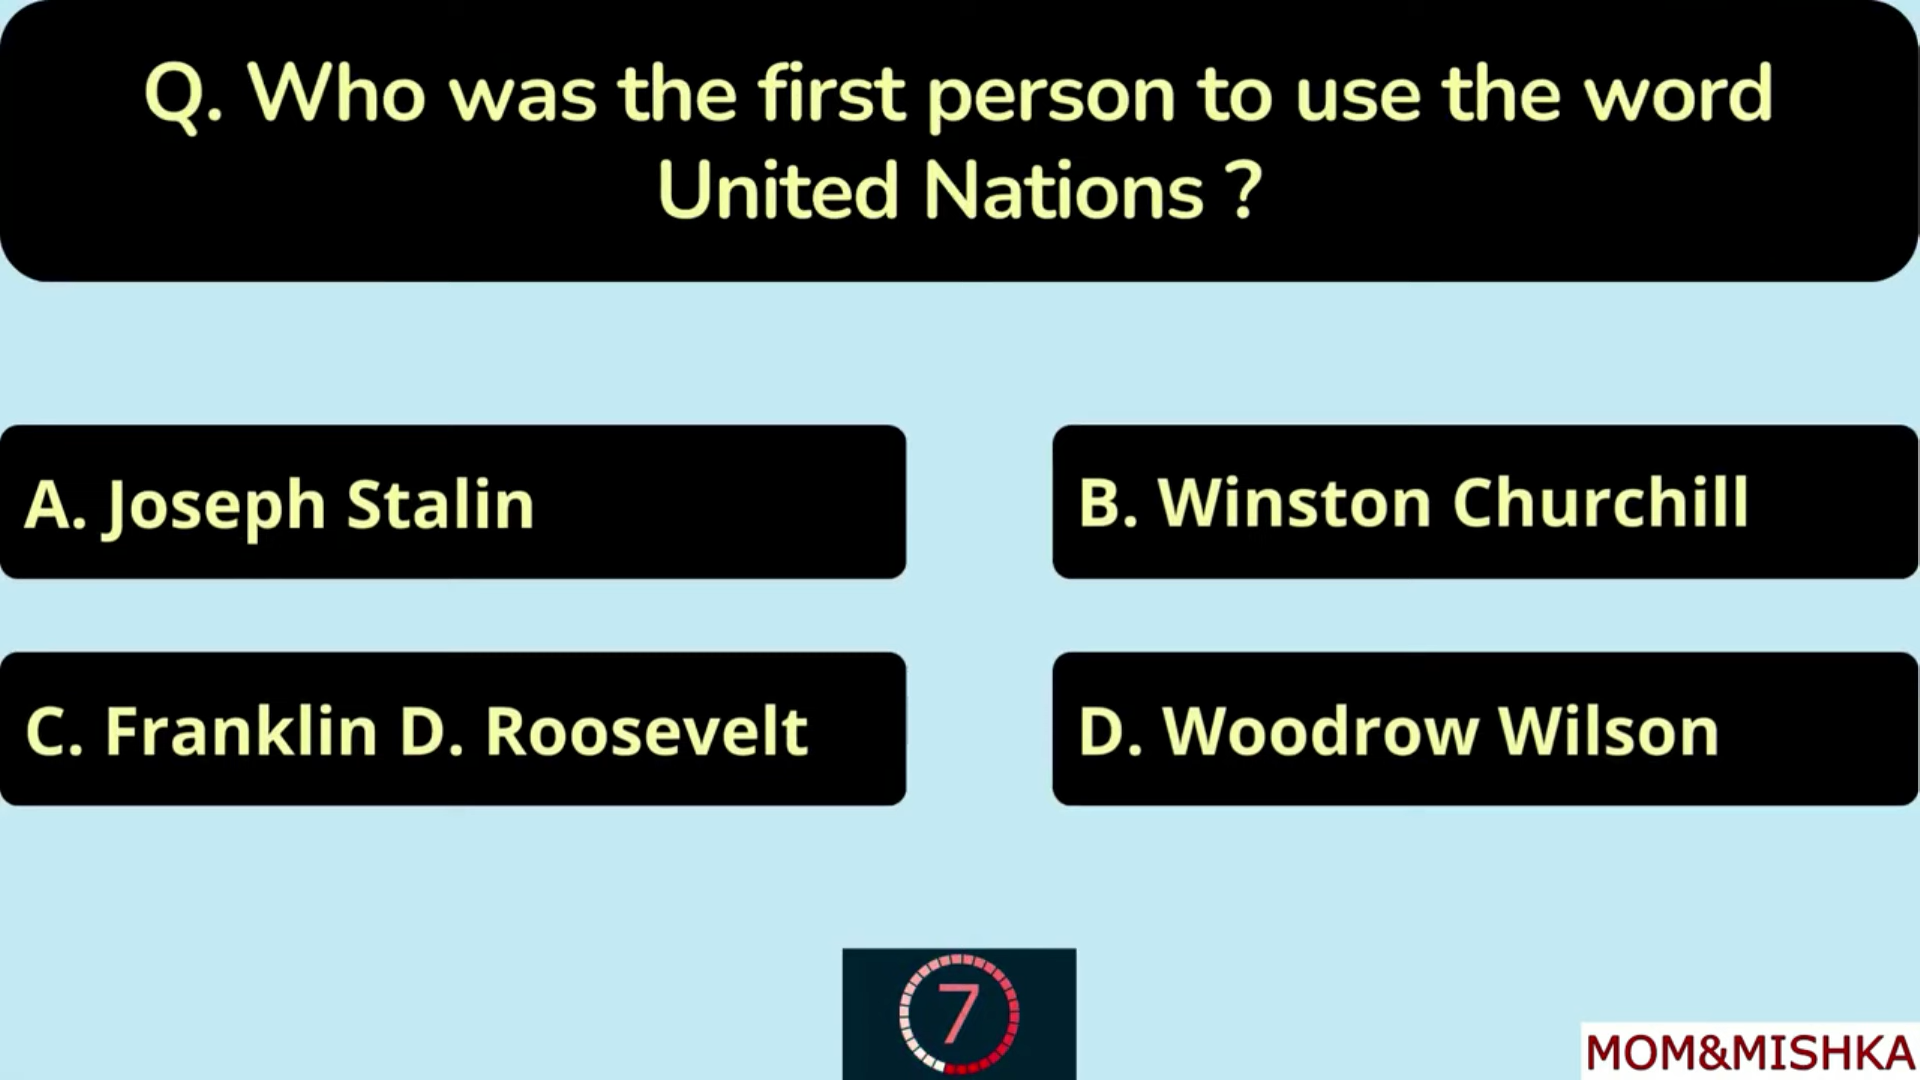 Q. Who was the first person to use the word
United Nations ?
A. Joseph Stalin
B. Winston Churchill
C. Franklin D. Roosevelt
D. Woodrow Wilson
7
MOM&MISHKA